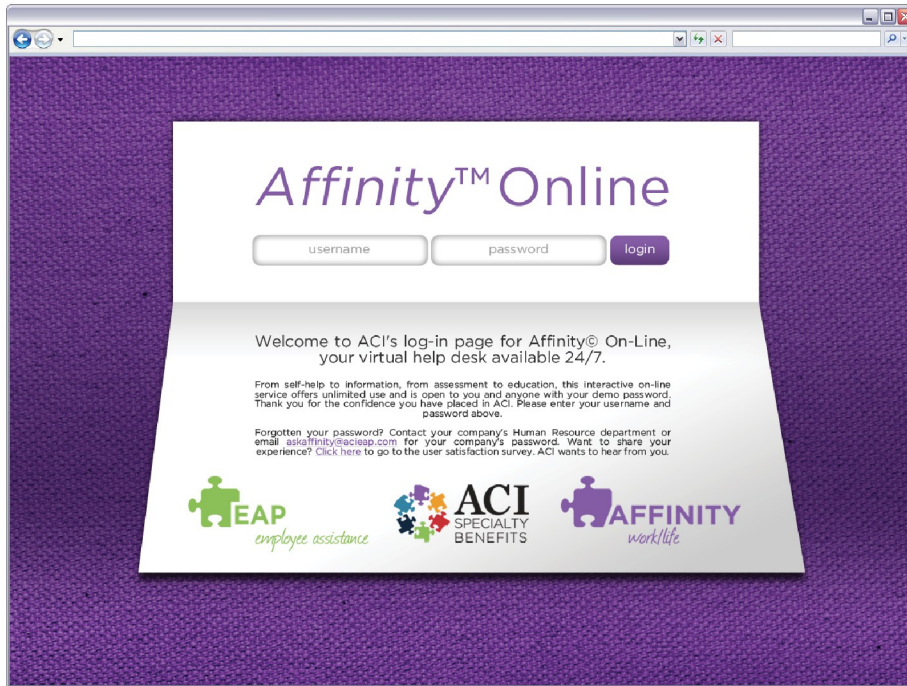 Affinity™ Online
username password login
Welcome to ACI's log-in page for Affinity© On-Line,
your virtual help desk available 24/7.
From self-help to information, from assessment to education, this interactive on-line
service offers unlimited use and is open to you and anyone with your demo password.
Thank you for the confidence you have placed in ACI. Please enter your username and
password above.
Forgotten your password? Contact your company's Human Resource department or
email askaffinity@acieap.com for your company's password. Want to share your
experience? Click here to go to the user satisfaction survey. ACI wants to hear from you.
EAP
employee assistance
ACI
SPECIALTY
BENEFITS
AFFINITY
work/life